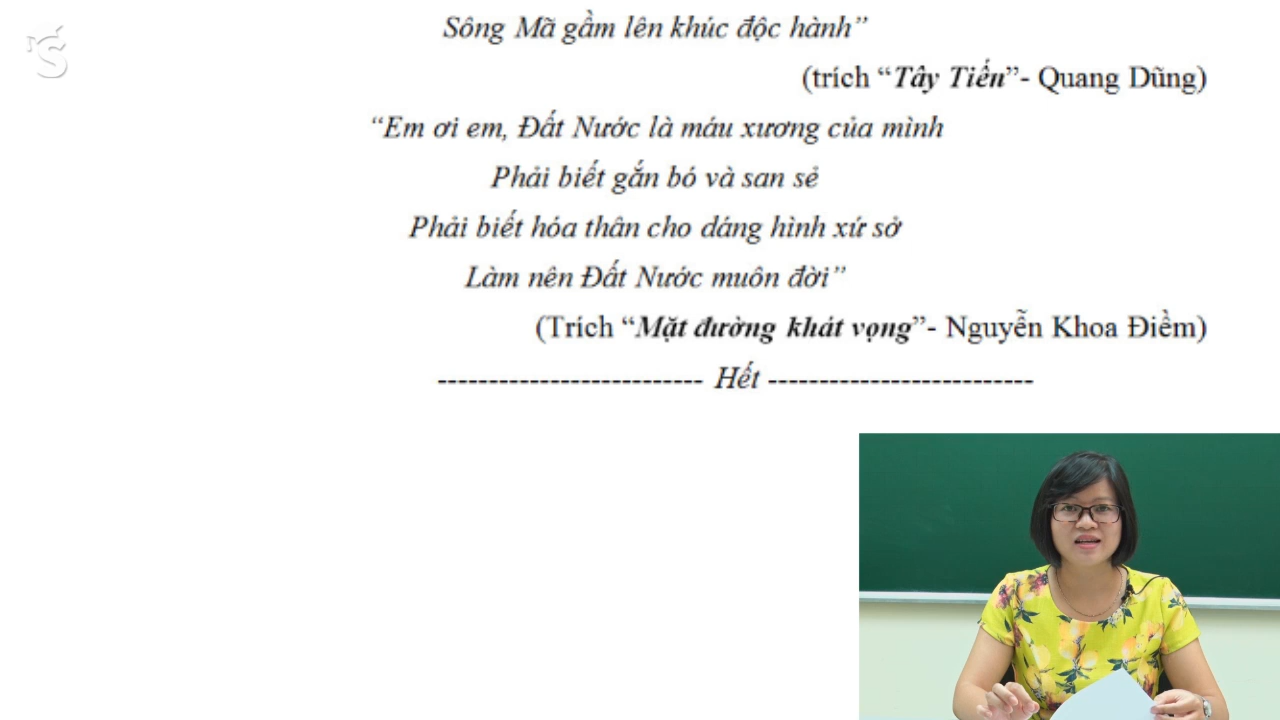 Sông Mã gầm lên khúc độc hành”
(trích “Tây Tiến”- Quang Dũng)
“Em ơi em, Đất Nước là máu xương của mình
Phải biết gắn bó và san sẻ
Phải biết hóa thân cho dáng hình xứ sở
Làm nên Đất Nước muôn đời”
(Trích “Mặt đường khát vọng”- Nguyễn Khoa Điềm)
-------------------------- Hết --------------------------